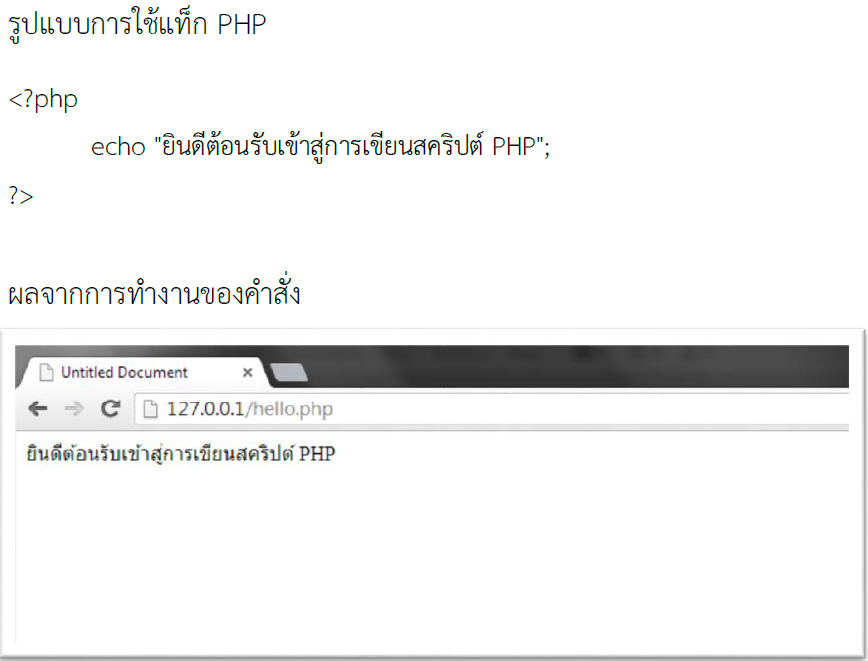 รูปแบบการใช้แท็ก PHP
<?php
echo "ยินดีต้อนรับเข้าสู่การเขียนสคริปต์ PHP";
?>
ผลจากการทำงานของคำสั่ง
Untitled Document
127.0.0.1/hello.php
ยินดีต้อนรับเข้าสู่การเขียนสคริปต์ PHP